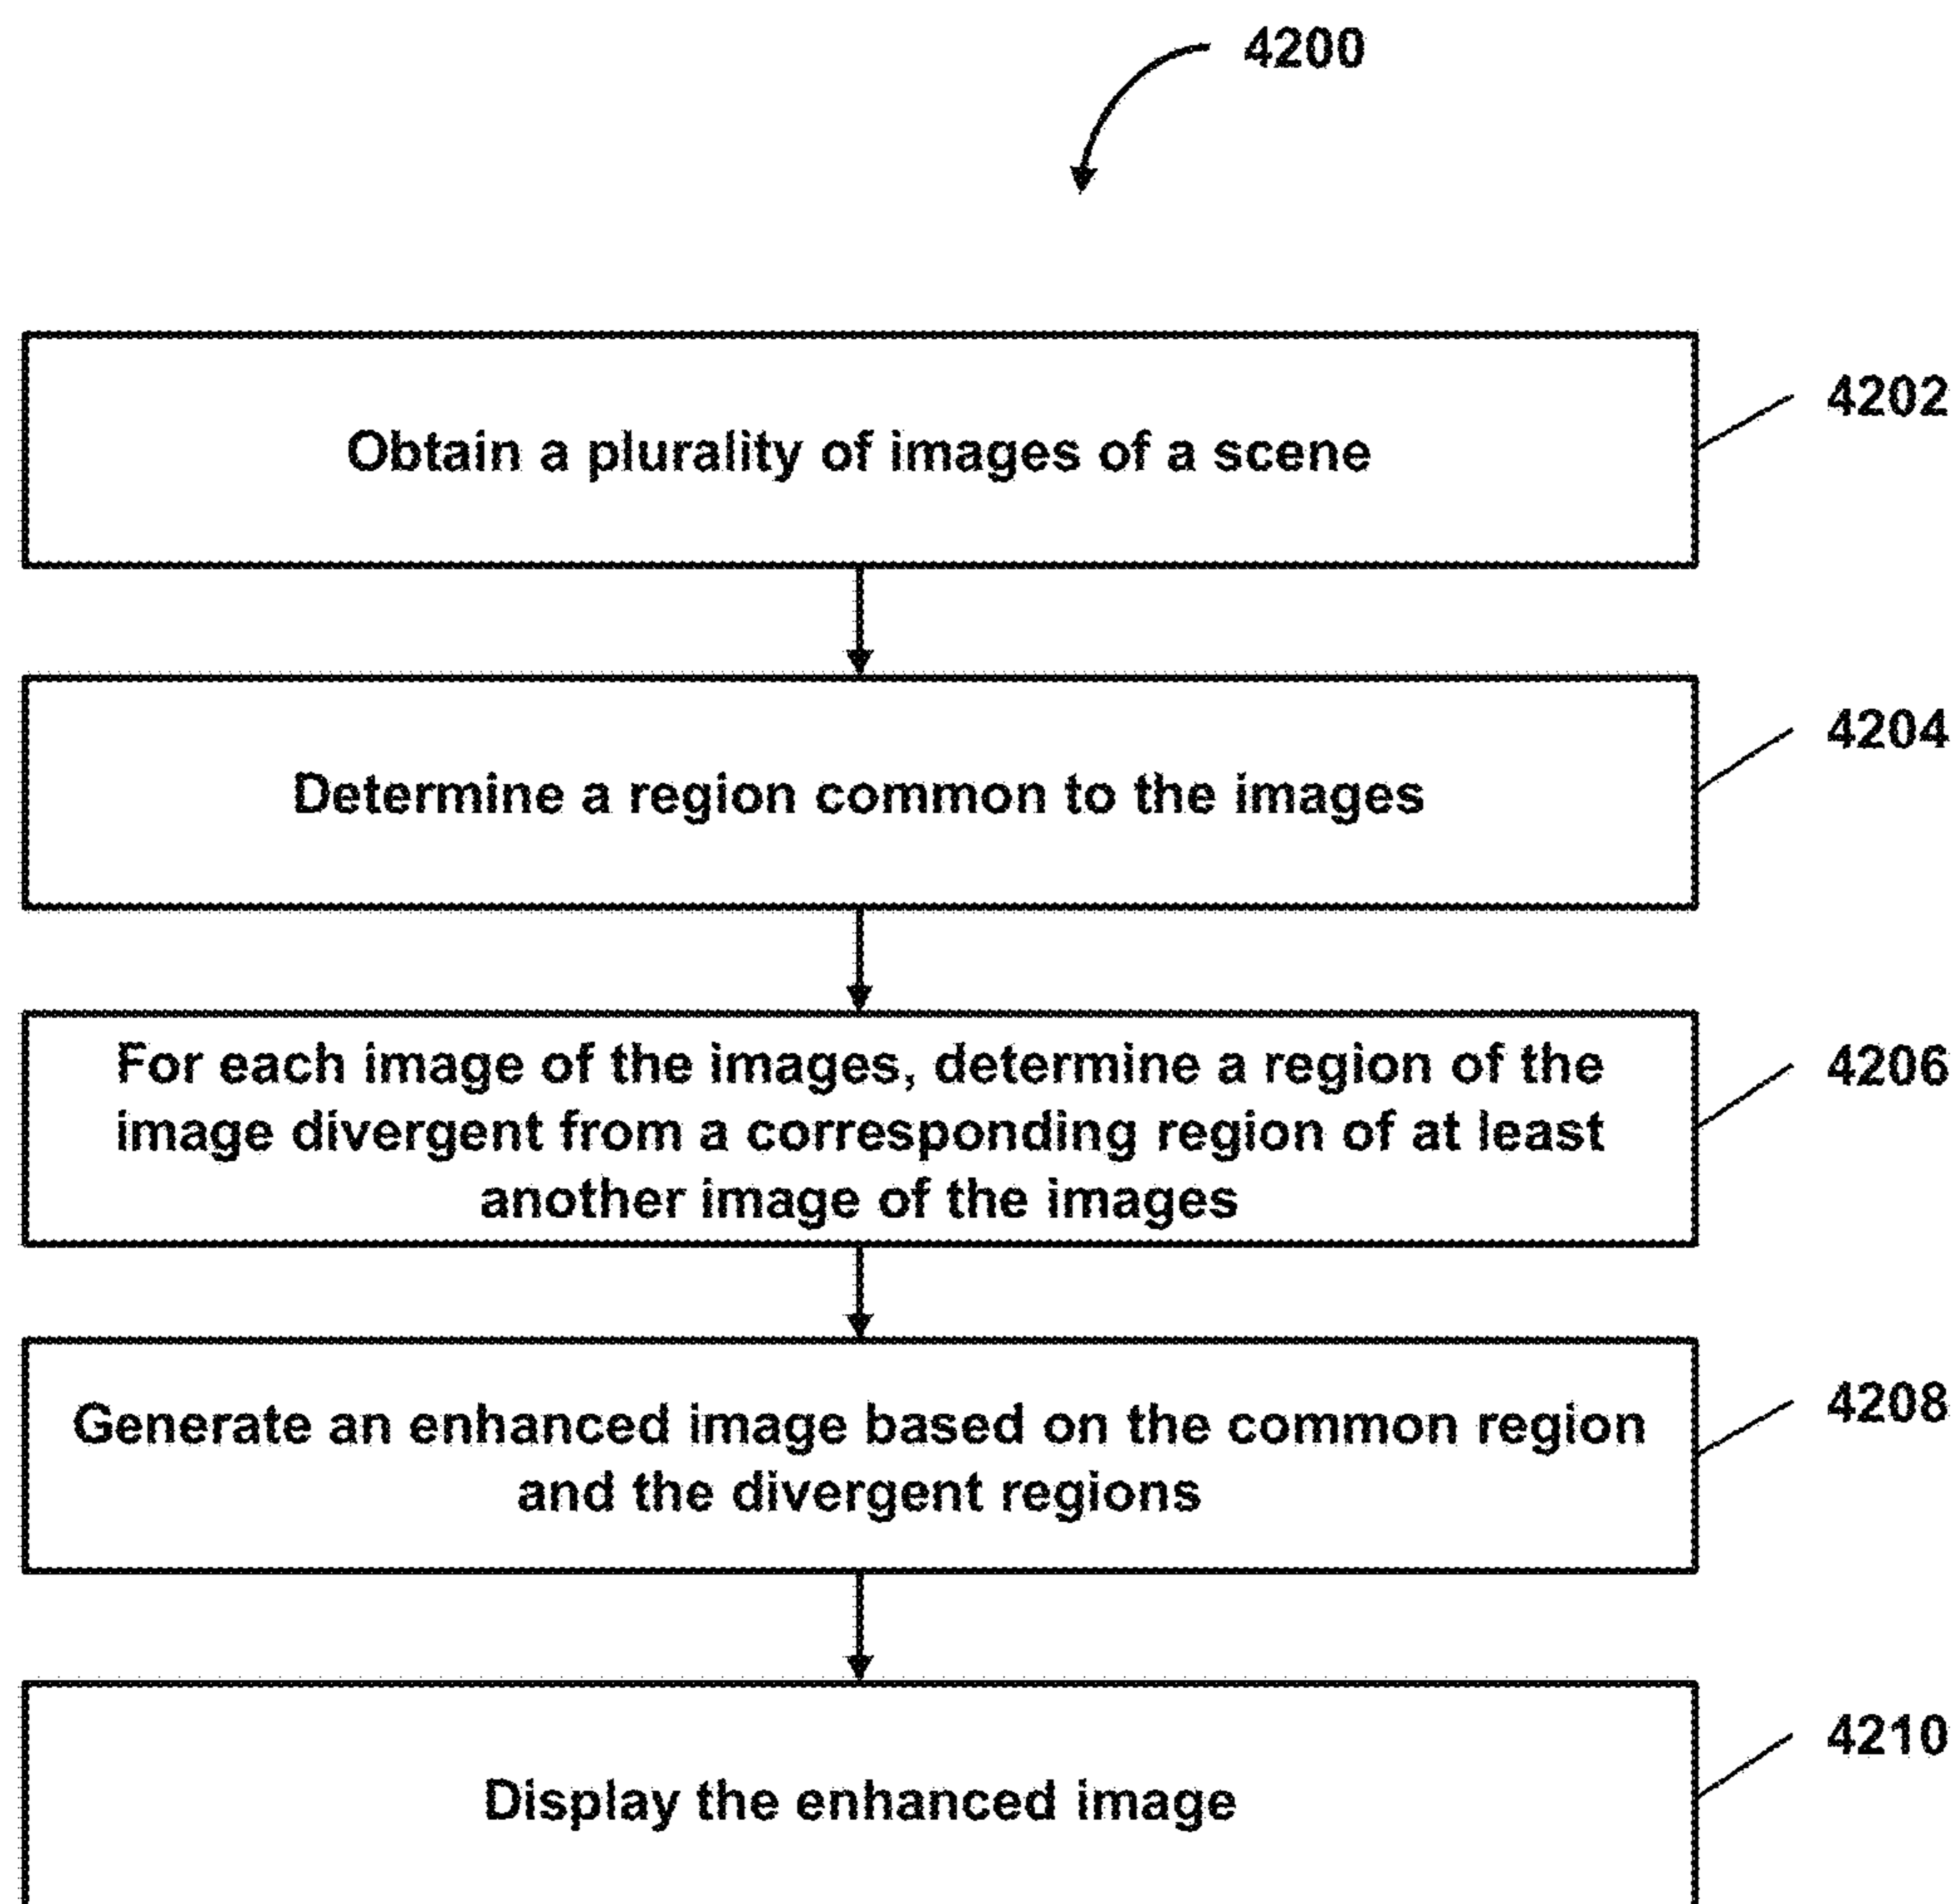 4200
Obtain a plurality of images of a scene
4202
Determine a region common to the images
4204
For each image of the images, determine a region of the
image divergent from a corresponding region of at least
another image of the images
4206
Generate an enhanced image based on the common region
and the divergent regions
4208
Display the enhanced image
4210